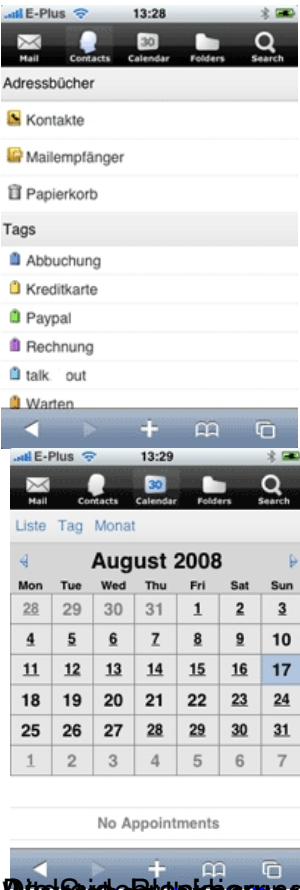 E-Plus 13:28
Mail Contacts 30 Calendar Folders Search
Adressbücher
Kontakte
Mailempfänger
Papierkorb
Tags
Abbuchung
Kreditkarte
Paypal
Rechnung
talk out
Warten
E-Plus 13:29
Mail Contacts 30 Calendar Folders Search
Liste Tag Monat
August 2008
Mon Tue Wed Thu Fri Sat Sun
28 29 30 31 1 2 3
4 5 6 7 8 9 10
11 12 13 14 15 16 17
18 19 20 21 22 23 24
25 26 27 28 29 30 31
1 2 3 4 5 6 7
No Appointments